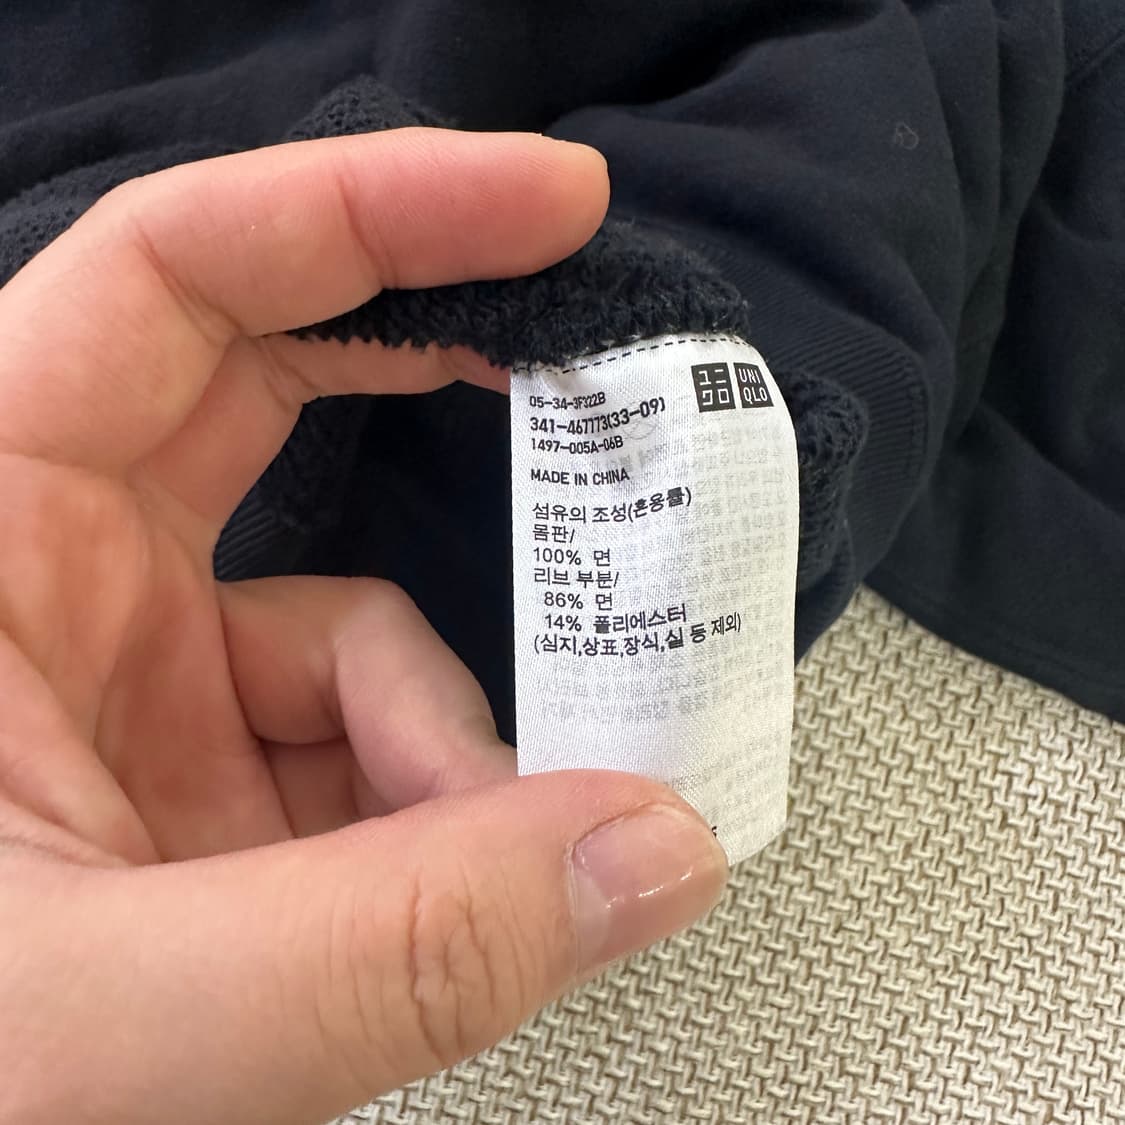 ユニ
クロ
UNI
QLO
05-34-3F322B
341-467773(33-09)
1497-005A-06B
MADE IN CHINA
섬유의 조성(혼용률)
몸판/
100% 면
리브 부분/
86% 면
14% 폴리에스터
(심지,상표,장식,실 등 제외)